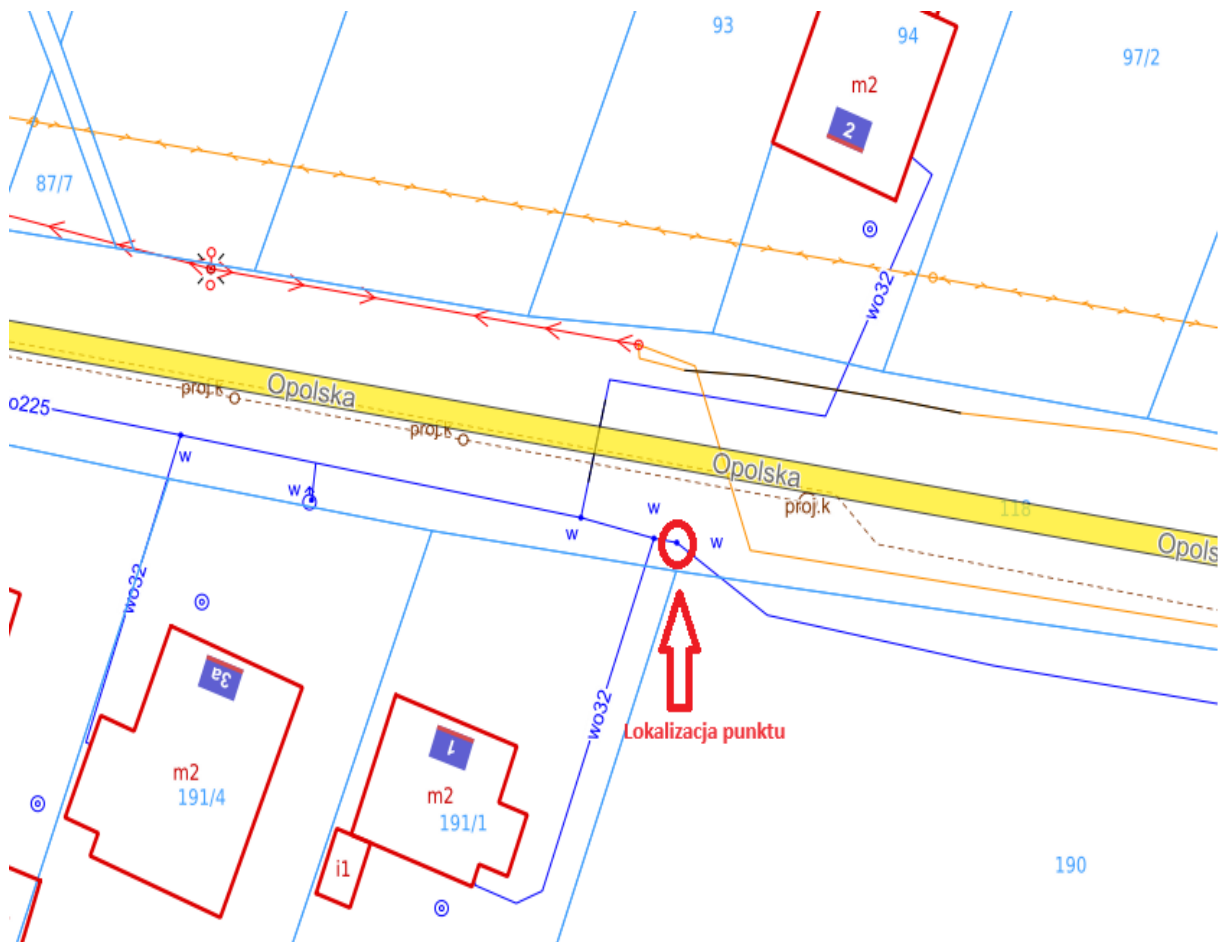 93
94
97/2
m2
2
87/7
wo32
Opolska
proj.k
o225
proj.k
Opolska
w
w
w
proj.k
118
w
w
Opols
wo32
3a
wo32
Lokalizacja punktu
1
m2
191/4
m2
191/1
i1
190